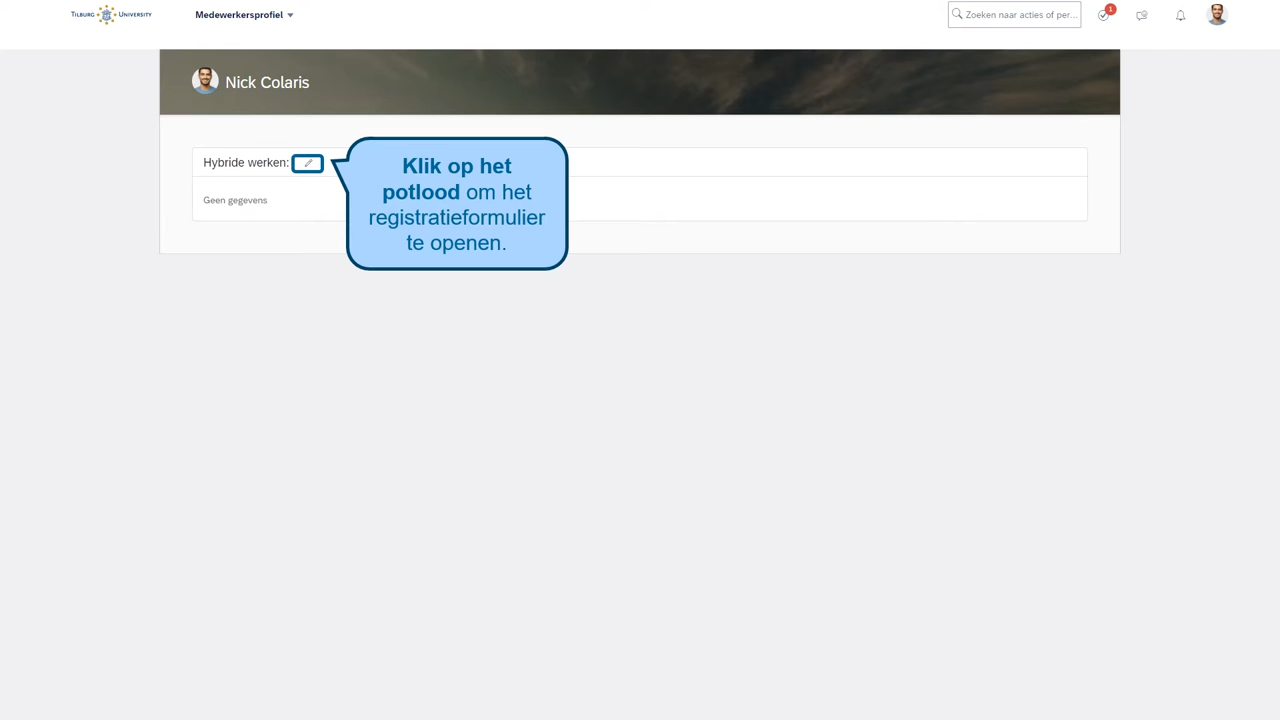 TILBURG UNIVERSITY
Medewerkersprofiel
Zoeken naar acties of per...
1
Nick Colaris
Hybride werken:
Geen gegevens
Klik op het
potlood om het
registratieformulier
te openen.